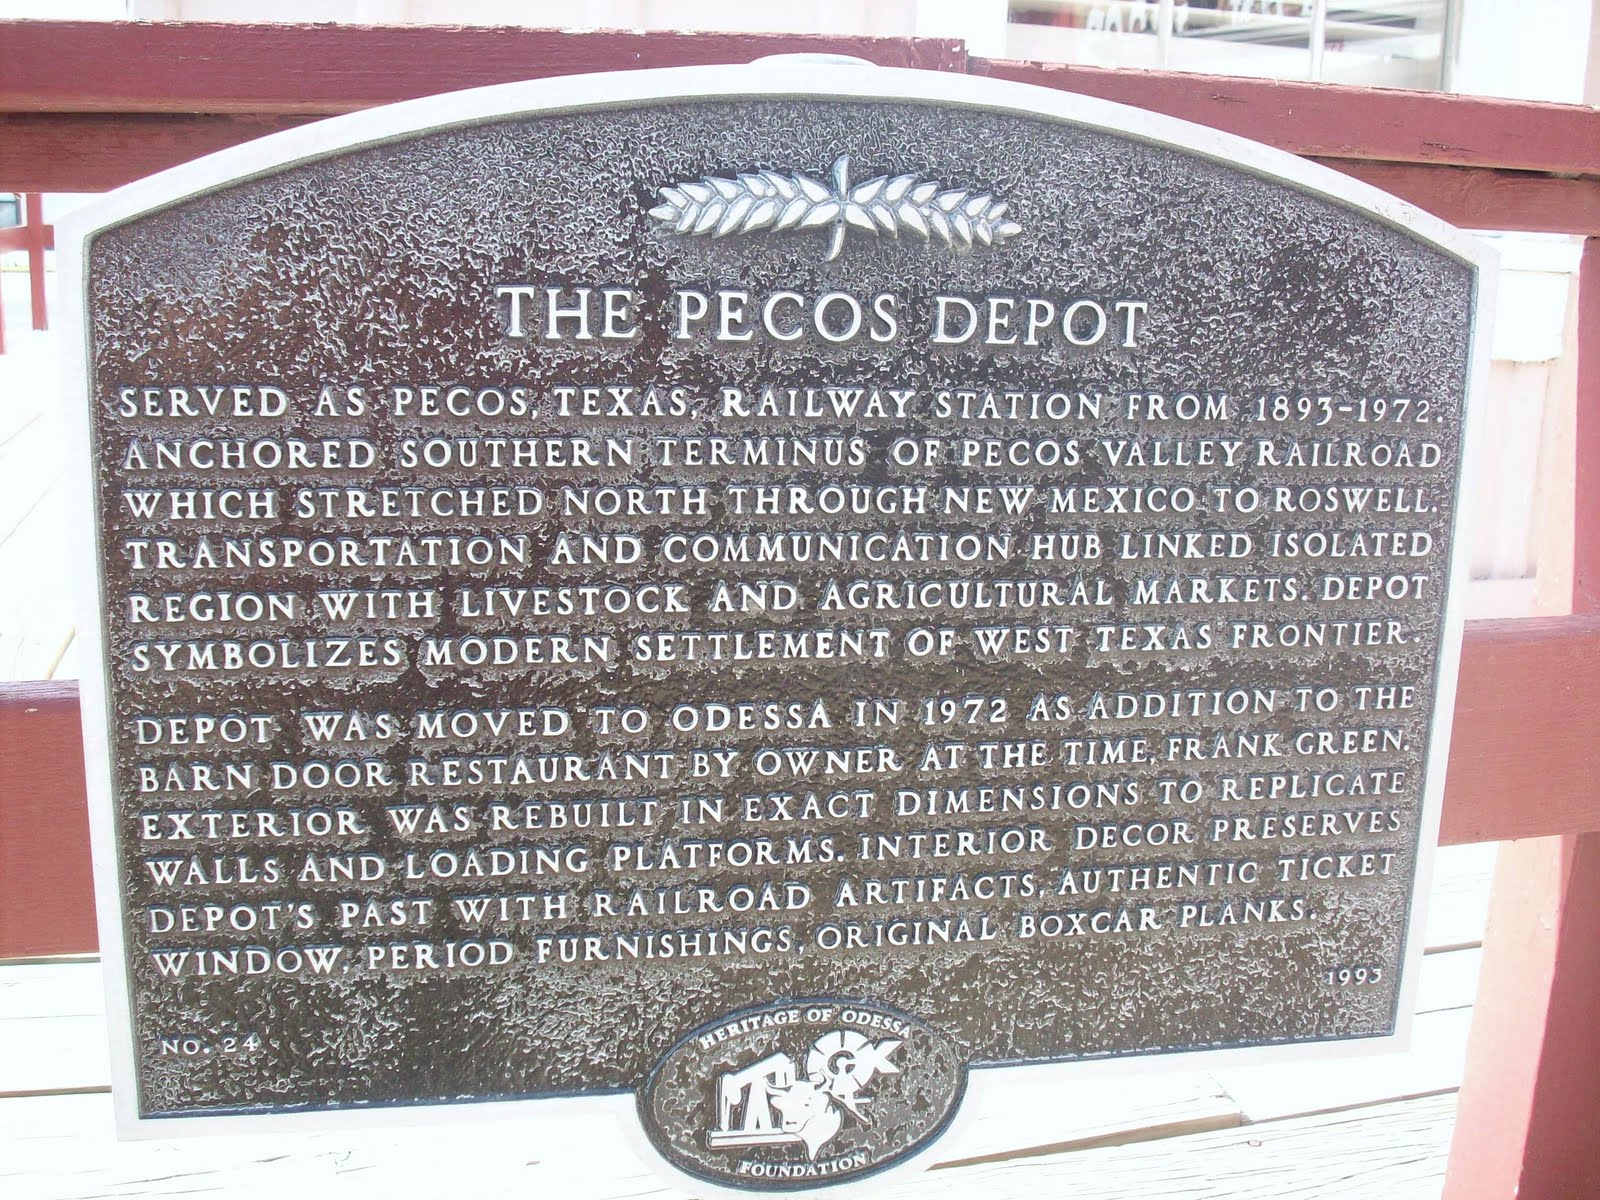 THE PECOS DEPOT
SERVED AS PECOS, TEXAS, RAILWAY STATION FROM 1893-1972.
ANCHORED SOUTHERN TERMINUS OF PECOS VALLEY RAILROAD
WHICH STRETCHED NORTH THROUGH NEW MEXICO TO ROSWELL.
TRANSPORTATION AND COMMUNICATION HUB LINKED ISOLATED
REGION WITH LIVESTOCK AND AGRICULTURAL MARKETS. DEPOT
SYMBOLIZES MODERN SETTLEMENT OF WEST TEXAS FRONTIER.
DEPOT WAS MOVED TO ODESSA IN 1972 AS ADDITION TO THE
BARN DOOR RESTAURANT BY OWNER AT THE TIME, FRANK GREEN.
EXTERIOR WAS REBUILT IN EXACT DIMENSIONS TO REPLICATE
WALLS AND LOADING PLATFORMS. INTERIOR DECOR PRESERVES
DEPOT'S PAST WITH RAILROAD ARTIFACTS, AUTHENTIC TICKET
WINDOW, PERIOD FURNISHINGS, ORIGINAL BOXCAR PLANKS.
1993
NO. 24
HERITAGE OF ODESSA
FOUNDATION